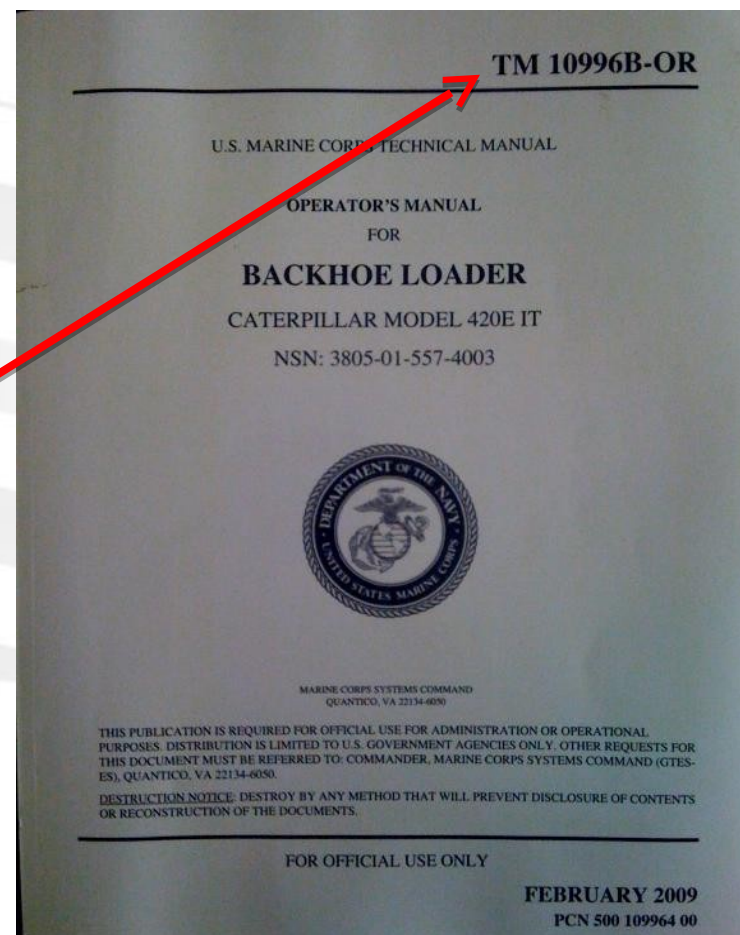 TM 10996B-OR
U.S. MARINE CORPS TECHNICAL MANUAL
OPERATOR'S MANUAL
FOR
BACKHOE LOADER
CATERPILLAR MODEL 420E IT
NSN: 3805-01-557-4003
DEPARTMENT OF THE NAVY
UNITED STATES MARINE CORPS
MARINE CORPS SYSTEMS COMMAND
QUANTICO, VA 22134-6050
THIS PUBLICATION IS REQUIRED FOR OFFICIAL USE FOR ADMINISTRATION OR OPERATIONAL
PURPOSES. DISTRIBUTION IS LIMITED TO U.S. GOVERNMENT AGENCIES ONLY. OTHER REQUESTS FOR
THIS DOCUMENT MUST BE REFERRED TO: COMMANDER, MARINE CORPS SYSTEMS COMMAND (GTES-
ES), QUANTICO, VA 22134-6050.
DESTRUCTION NOTICE: DESTROY BY ANY METHOD THAT WILL PREVENT DISCLOSURE OF CONTENTS
OR RECONSTRUCTION OF THE DOCUMENTS.
FOR OFFICIAL USE ONLY
FEBRUARY 2009
PCN 500 109964 00